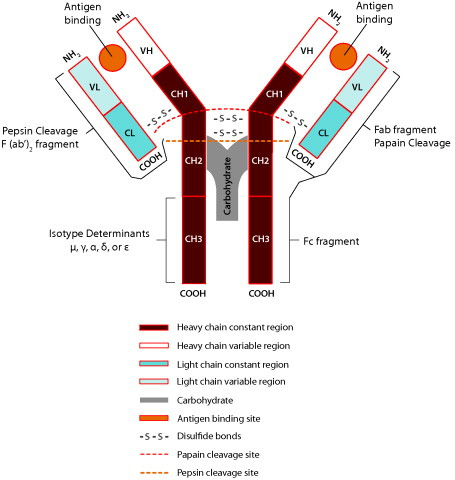 Antigen
binding
NH2
VH
VL
CH1
CL
COOH
-S-S-
-S-S-
-S-S-
-S-S-
Antigen
binding
NH2
VH
VL
CH1
CL
COOH
NH2
NH2
Pepsin Cleavage
F (ab')2 fragment
Fab fragment
Papain Cleavage
CH2
CH2
Carbohydrate
Isotype Determinants
μ, γ, α, δ, or ε
CH3
CH3
Fc fragment
COOH
COOH
Heavy chain constant region
Heavy chain variable region
Light chain constant region
Light chain variable region
Carbohydrate
Antigen binding site
-S-S- Disulfide bonds
Papain cleavage site
Pepsin cleavage site